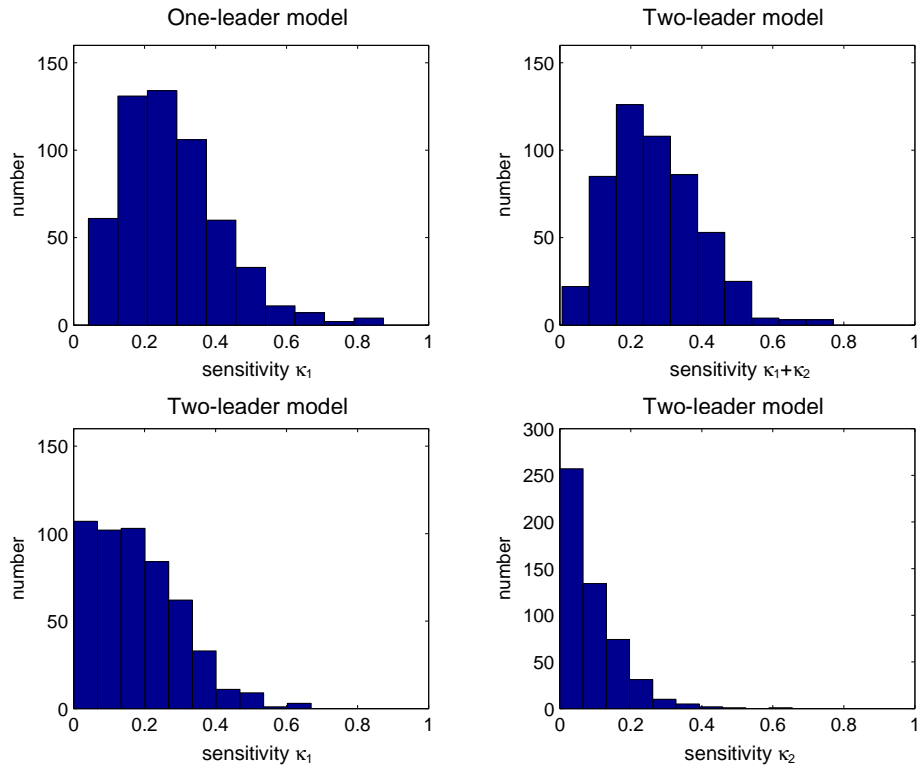 One-leader model
150
100
50
0
0 0.2 0.4 0.6 0.8 1
number
sensitivity κ₁
Two-leader model
150
100
50
0
0 0.2 0.4 0.6 0.8 1
number
sensitivity κ₁+κ₂
Two-leader model
150
100
50
0
0 0.2 0.4 0.6 0.8 1
number
sensitivity κ₁
Two-leader model
300
250
200
150
100
50
0
0 0.2 0.4 0.6 0.8 1
number
sensitivity κ₂